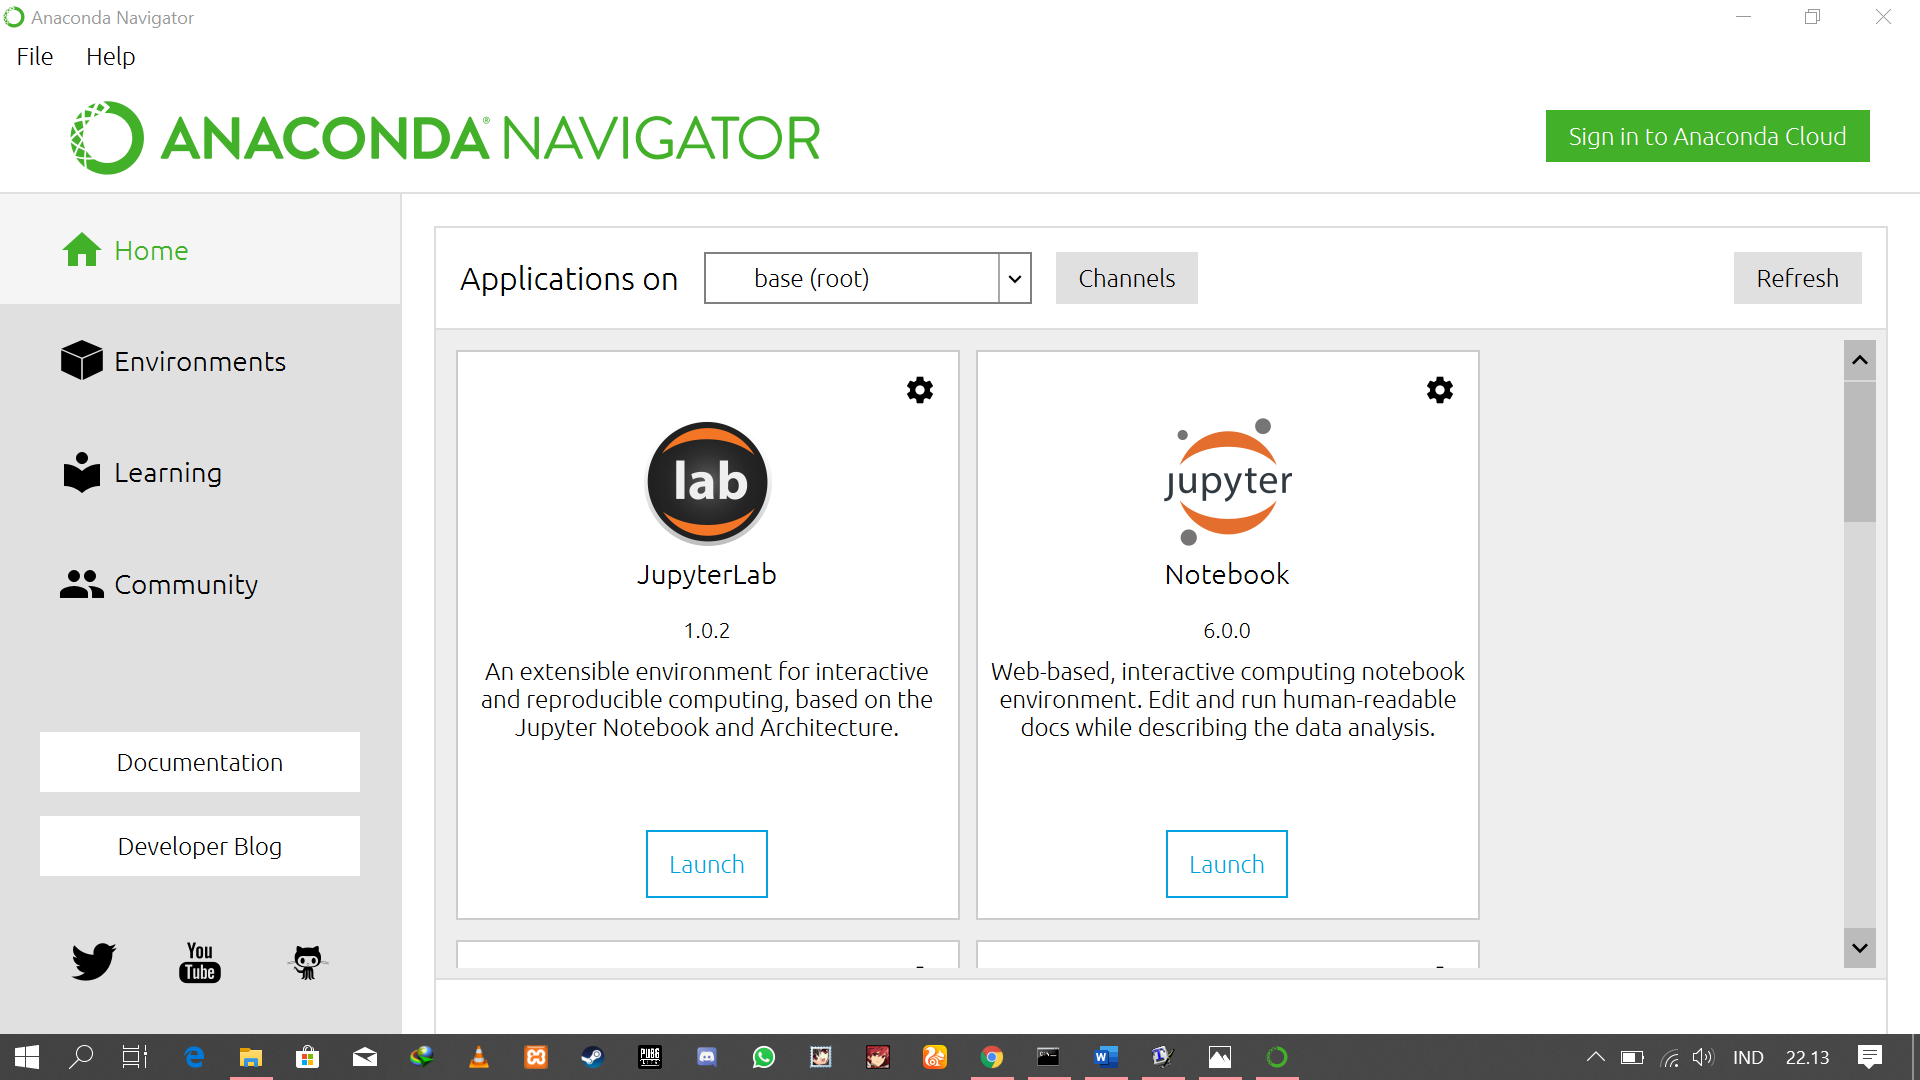 Anaconda Navigator
File Help
ANACONDA® NAVIGATOR
Sign in to Anaconda Cloud
Home
Environments
Learning
Community
Documentation
Developer Blog
You
Tube
Applications on
base (root)
Channels
Refresh
lab
JupyterLab
1.0.2
An extensible environment for interactive
and reproducible computing, based on the
Jupyter Notebook and Architecture.
Launch
jupyter
Notebook
6.0.0
Web-based, interactive computing notebook
environment. Edit and run human-readable
docs while describing the data analysis.
Launch
PUBG
IND
22.13